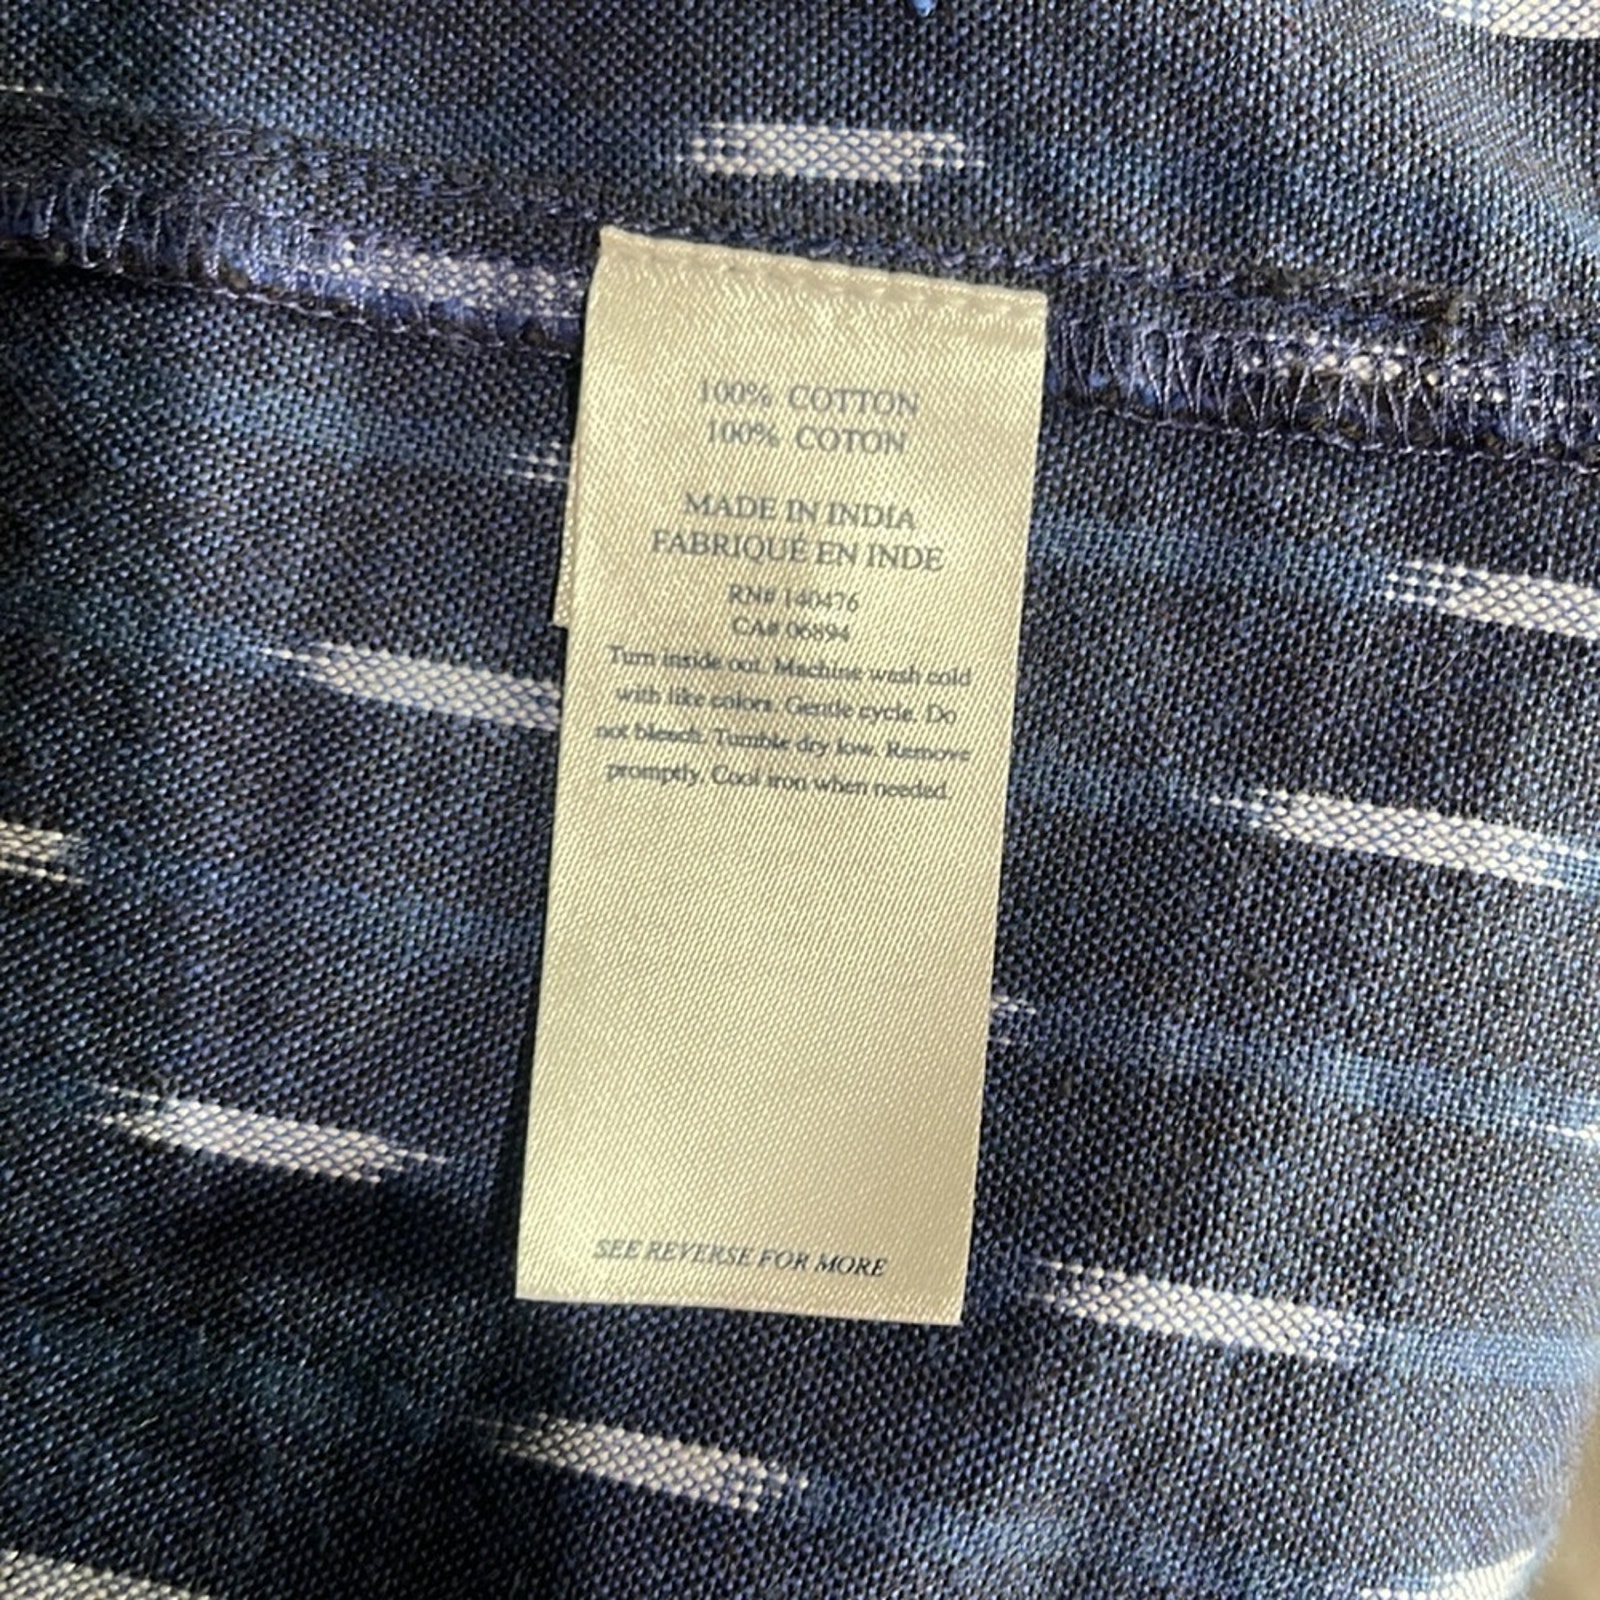 100% COTTON
100% COTON
MADE IN INDIA
FABRIQUÉ EN INDE
RN# 140476
CA# 06894
Turn inside out. Machine wash cold
with like colors. Gentle cycle. Do
not bleach. Tumble dry low. Remove
promptly. Cool iron when needed.
SEE REVERSE FOR MORE